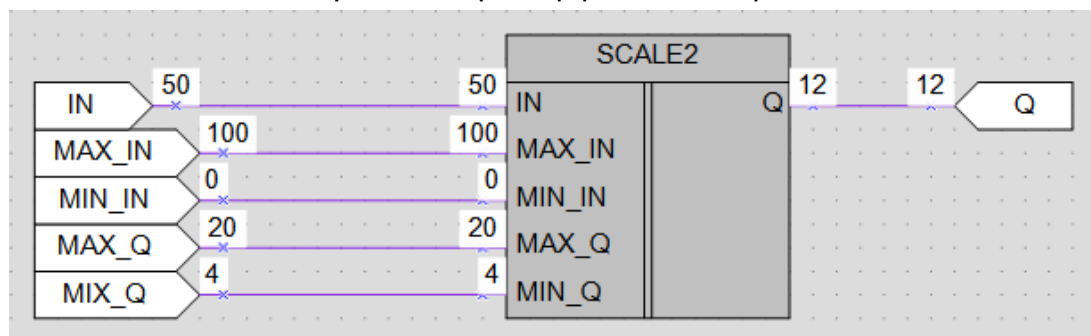 SCALE2
50 50 12 12
IN IN Q Q
100 100
MAX_IN MAX_IN
0 0
MIN_IN MIN_IN
20 20
MAX_Q MAX_Q
4 4
MIX_Q MIN_Q